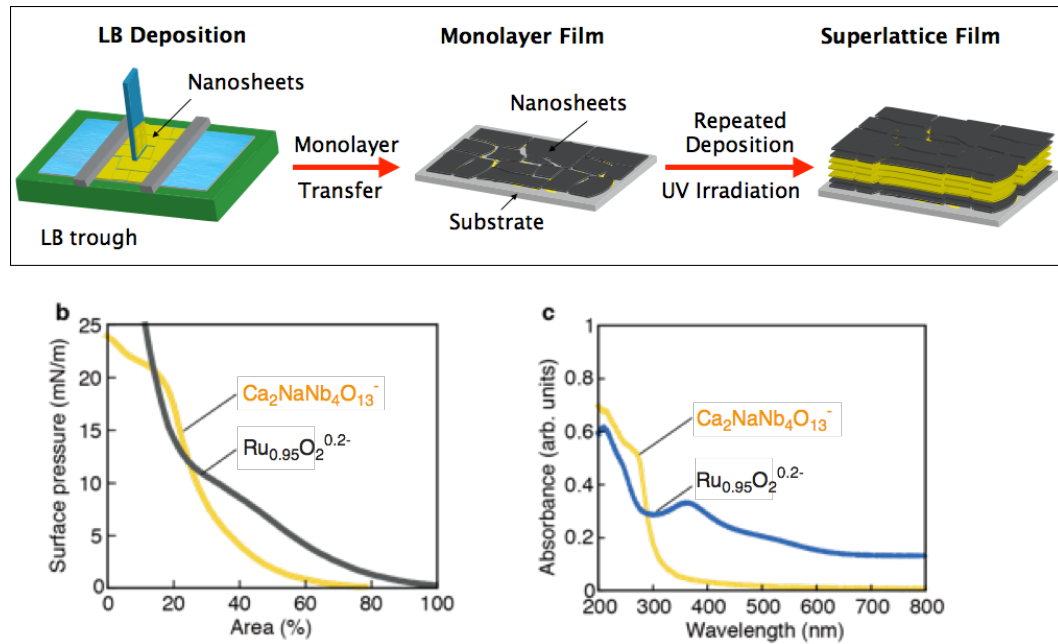 LB Deposition
Monolayer Film
Superlattice Film
Nanosheets
Nanosheets
Monolayer
Transfer
Repeated
Deposition
UV Irradiation
Substrate
LB trough
b
Surface pressure (mN/m)
25
20
15
10
5
0
Ca₂NaNb₄O₁₃⁻
Ru₀.₉₅O₂⁰·²⁻
0 20 40 60 80 100
Area (%)
c
Absorbance (arb. units)
1
0.8
0.6
0.4
0.2
0
Ca₂NaNb₄O₁₃⁻
Ru₀.₉₅O₂⁰·²⁻
200 300 400 500 600 700 800
Wavelength (nm)